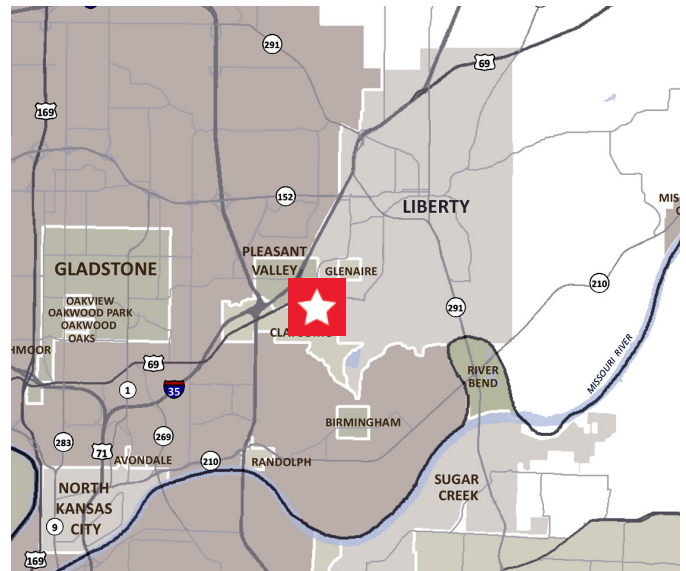 291
69
169
152
LIBERTY
MIS
PLEASANT
VALLEY
GLENAIRE
GLADSTONE
210
OAKVIEW
OAKWOOD PARK
OAKWOOD
OAKS
291
HMOOR
69
MISSOURI RIVER
RIVER
BEND
1
35
BIRMINGHAM
283
269
71
AVONDALE
210
RANDOLPH
SUGAR
CREEK
NORTH
KANSAS
CITY
9
169